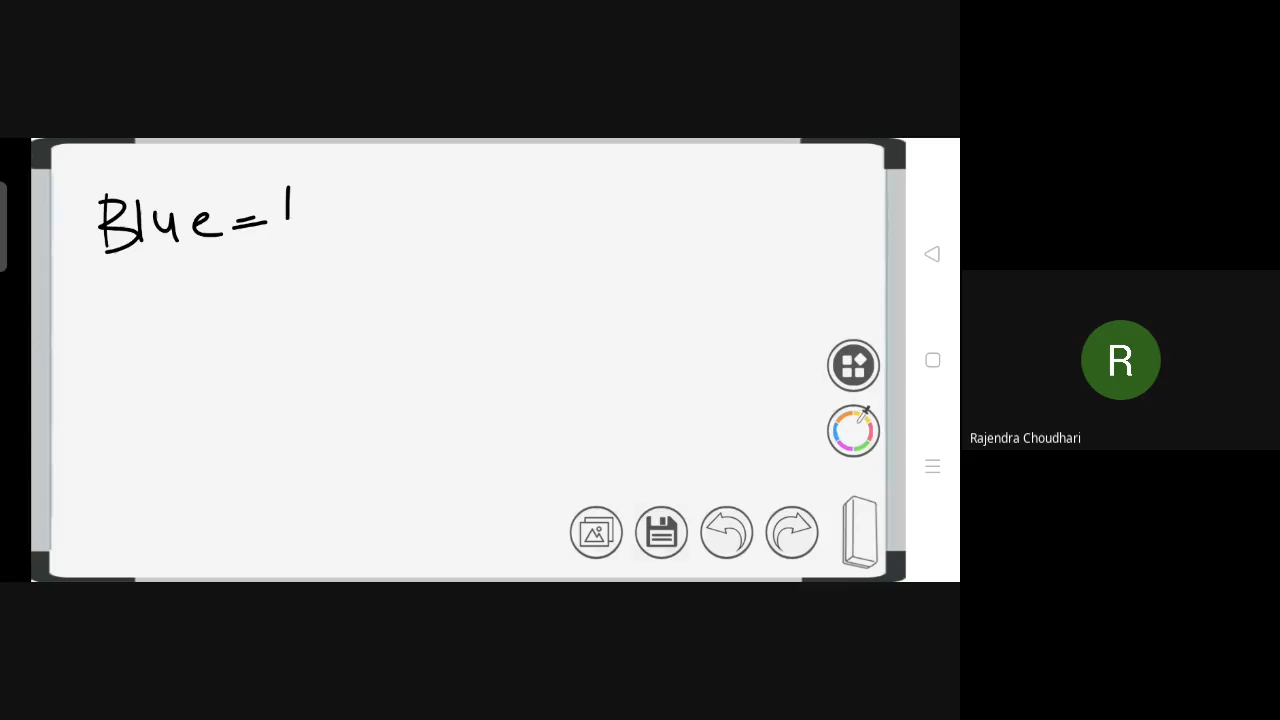 Blue = 1
R
Rajendra Choudhari